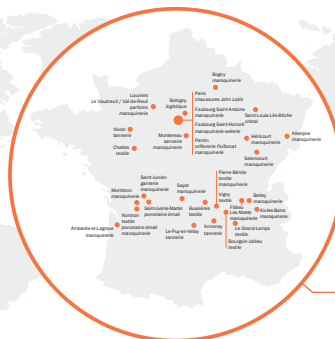 Bogny
maroquinerie
Louviers
Le Vaudreuil / Val-de-Reuil
parfums
maroquinerie
Bobigny
logistique
Paris
chaussures John Lobb
Faubourg Saint-Antoine
maroquinerie
Faubourg Saint-Honoré
maroquinerie-sellerie
Pantin
orfèvrerie Puiforcat
maroquinerie
Saint-Louis-Lès-Bitche
cristal
Vivoin
tannerie
Montereau
tannerie
maroquinerie
Héricourt
maroquinerie
Allenjoie
maroquinerie
Challes
textile
Seloncourt
maroquinerie
Saint-Junien
ganterie
maroquinerie
Montbron
maroquinerie
Sayat
maroquinerie
Pierre-Bénite
textile
maroquinerie
Irigny
textile
Fitilieu
Les Abrets
maroquinerie
Belley
maroquinerie
Aix-les-Bains
maroquinerie
Saint-Just-le-Martel
porcelaine émail
Nontron
textile
porcelaine émail
maroquinerie
Bussières
textile
Ambarès-et-Lagrave
maroquinerie
Le-Puy-en-Velay
tannerie
Annonay
tannerie
Le Grand-Lemps
textile
Bourgoin-Jallieu
textile